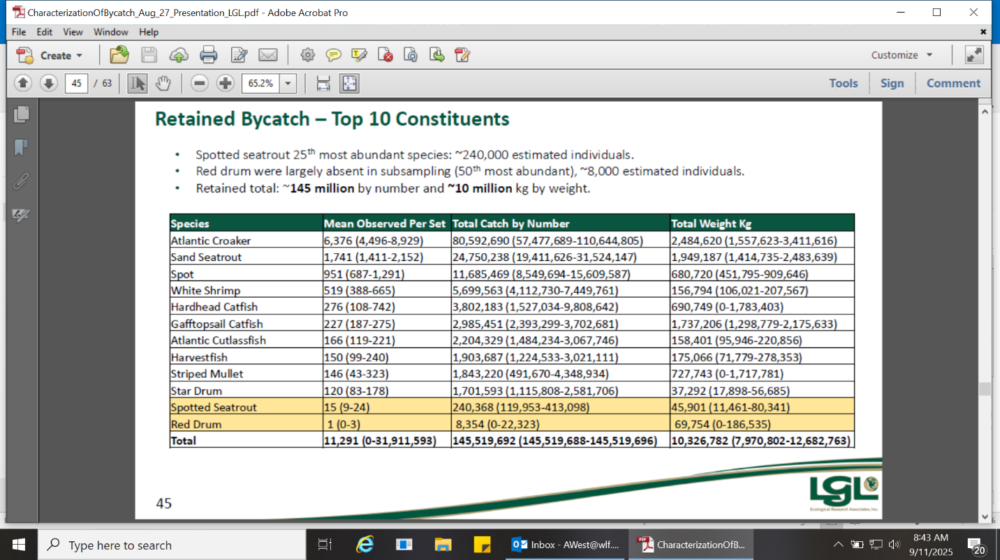 CharacterizationOfBycatch_Aug_27_Presentation_LGL.pdf - Adobe Acrobat Pro
File Edit View Window Help
Create Customize
45 / 63 65.2% Tools Sign Comment
Retained Bycatch – Top 10 Constituents
• Spotted seatrout 25th most abundant species: ~240,000 estimated individuals.
• Red drum were largely absent in subsampling (50th most abundant), ~8,000 estimated individuals.
• Retained total: ~145 million by number and ~10 million kg by weight.
Species Mean Observed Per Set Total Catch by Number Total Weight Kg
Atlantic Croaker 6,376 (4,496-8,929) 80,592,690 (57,477,689-110,644,805) 2,484,620 (1,557,623-3,411,616)
Sand Seatrout 1,741 (1,411-2,152) 24,750,238 (19,411,626-31,524,147) 1,949,187 (1,414,735-2,483,639)
Spot 951 (687-1,291) 11,685,469 (8,549,694-15,609,587) 680,720 (451,795-909,646)
White Shrimp 519 (388-665) 5,699,563 (4,112,730-7,449,761) 156,794 (106,021-207,567)
Hardhead Catfish 276 (108-742) 3,802,183 (1,527,034-9,808,642) 690,749 (0-1,783,403)
Gafftopsail Catfish 227 (187-275) 2,985,451 (2,393,299-3,702,681) 1,737,206 (1,298,779-2,175,633)
Atlantic Cutlassfish 166 (119-221) 2,204,329 (1,484,234-3,067,746) 158,401 (95,946-220,856)
Harvestfish 150 (99-240) 1,903,687 (1,224,533-3,021,111) 175,066 (71,779-278,353)
Striped Mullet 146 (43-323) 1,843,220 (491,670-4,348,934) 727,743 (0-1,717,781)
Star Drum 120 (83-178) 1,701,593 (1,115,808-2,581,706) 37,292 (17,898-56,685)
Spotted Seatrout 15 (9-24) 240,368 (119,953-413,098) 45,901 (11,461-80,341)
Red Drum 1 (0-3) 8,354 (0-22,323) 69,754 (0-186,535)
Total 11,291 (0-31,911,593) 145,519,692 (145,519,688-145,519,696) 10,326,782 (7,970,802-12,682,763)
LGL
Ecological Research Associates, Inc.
45
Type here to search
Inbox - AWest@wlf....
CharacterizationOfB...
8:43 AM
9/11/2025
20